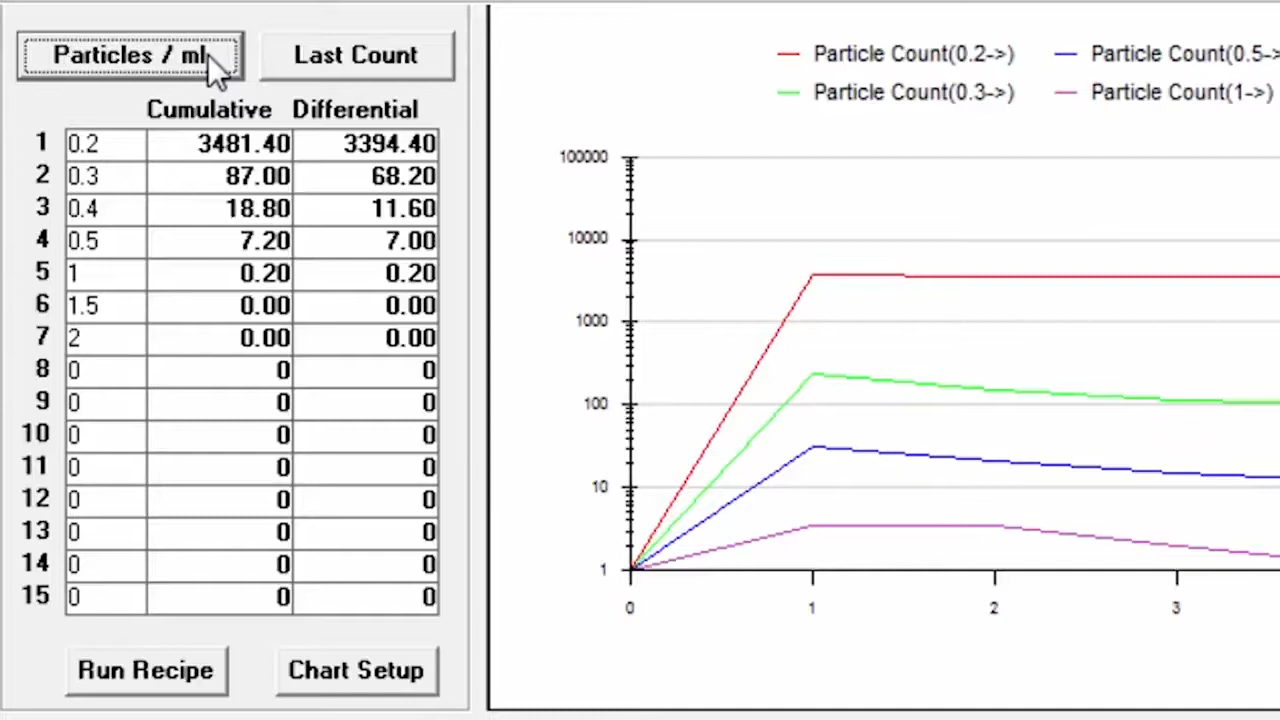 Particles / ml Last Count
Cumulative Differential
1 0.2 3481.40 3394.40
2 0.3 87.00 68.20
3 0.4 18.80 11.60
4 0.5 7.20 7.00
5 1 0.20 0.20
6 1.5 0.00 0.00
7 2 0.00 0.00
8 0 0 0
9 0 0 0
10 0 0 0
11 0 0 0
12 0 0 0
13 0 0 0
14 0 0 0
15 0 0 0
Run Recipe Chart Setup
Particle Count(0.2->) Particle Count(0.5->
Particle Count(0.3->) Particle Count(1->)
100000
10000
1000
100
10
1
0 1 2 3